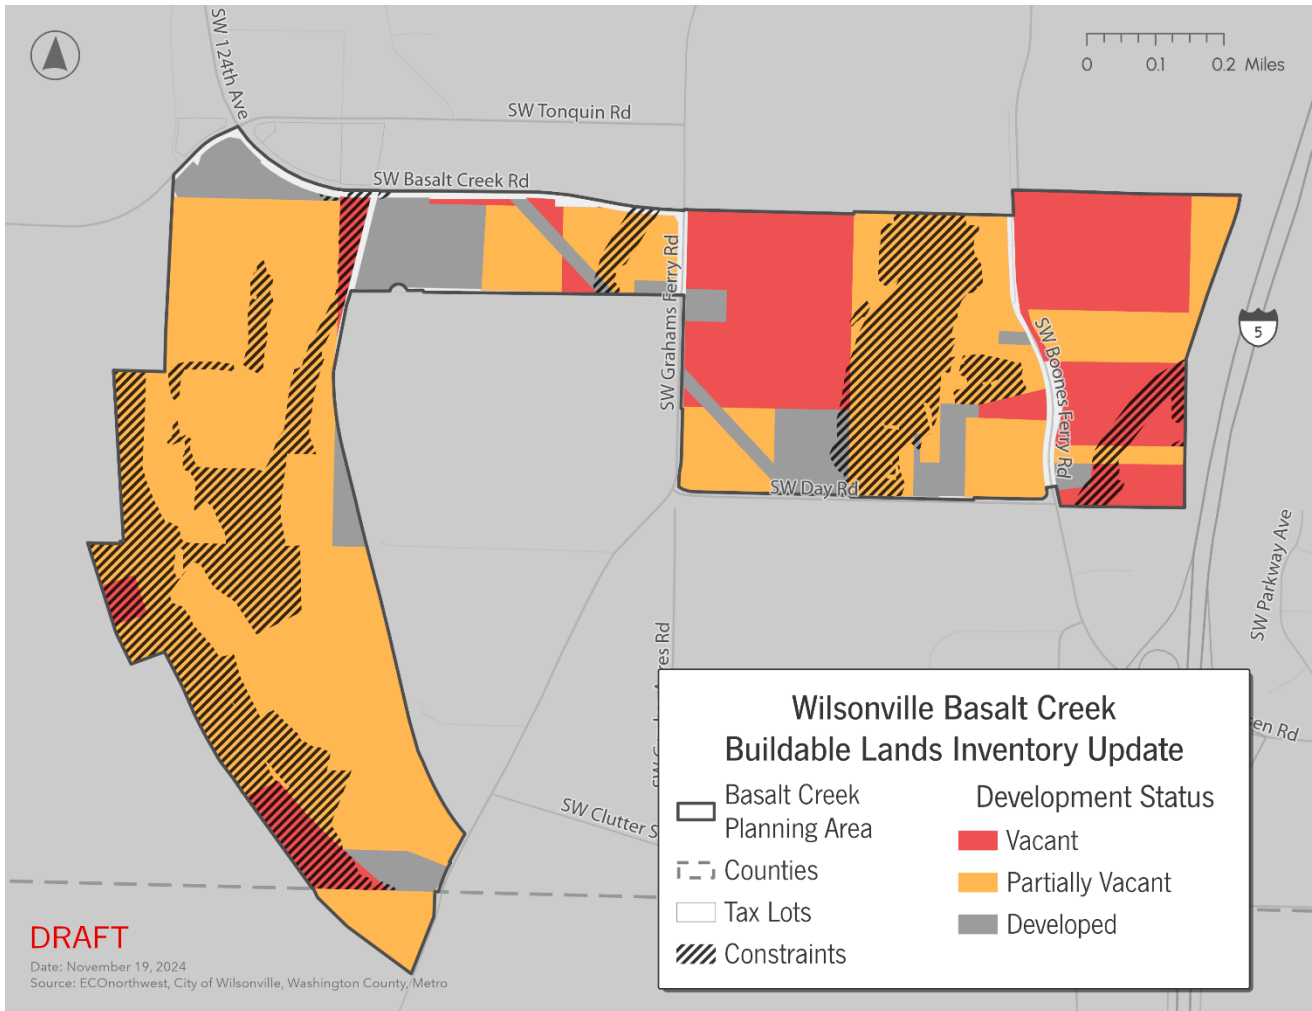 SW 124th Ave
SW Tonquin Rd
SW Basalt Creek Rd
0 0.1 0.2 Miles
SW Grahams Ferry Rd
SW Boones Ferry Rd
5
SW Day Rd
SW Parkway Ave
SW Clutter S
res Rd
SW
en Rd
Wilsonville Basalt Creek
Buildable Lands Inventory Update
Basalt Creek
Planning Area
Counties
Tax Lots
Constraints
Development Status
Vacant
Partially Vacant
Developed
DRAFT
Date: November 19, 2024
Source: ECOnorthwest, City of Wilsonville, Washington County, Metro